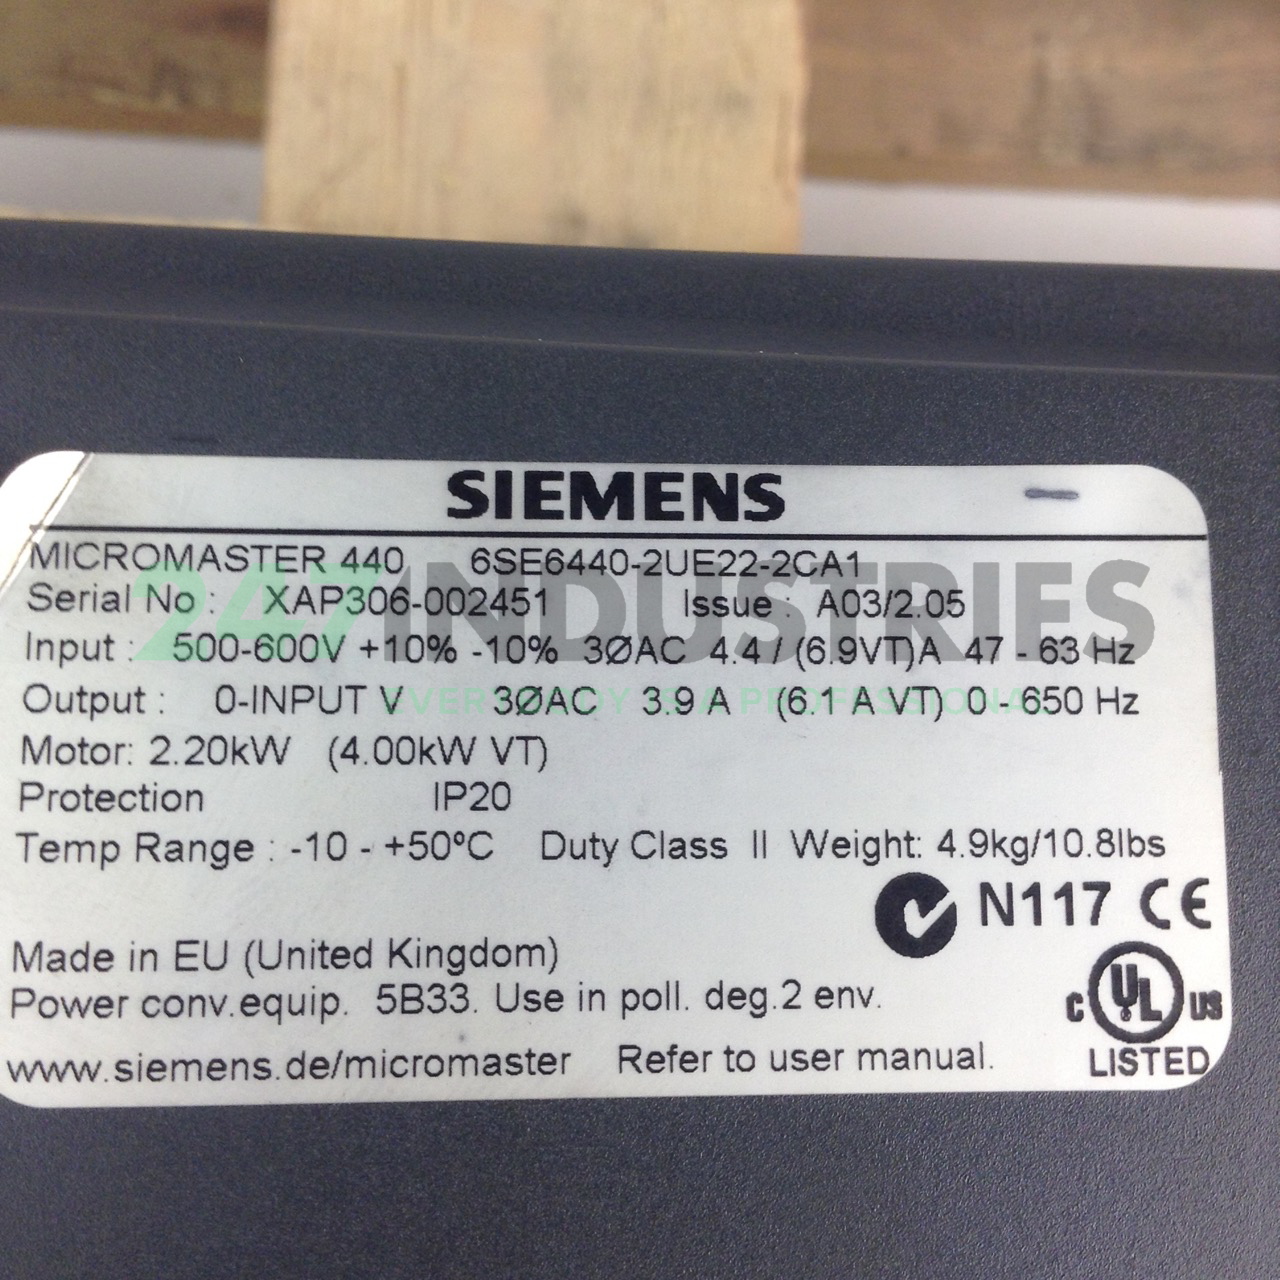 SIEMENS
MICROMASTER 440 6SE6440-2UE22-2CA1
Serial No : XAP306-002451 Issue : A03/2.05
247INDUSTRIES
Input : 500-600V +10% -10% 3ØAC 4.4 / (6.9VT)A 47 - 63 Hz
Output : 0-INPUT V 3ØAC 3.9 A (6.1 A VT) 0 - 650 Hz
EVERYBODY IS A PROFESSIONAL
Motor: 2.20kW (4.00kW VT)
Protection IP20
Temp Range : -10 - +50ºC Duty Class II Weight: 4.9kg/10.8lbs
N117 CE
Made in EU (United Kingdom)
Power conv.equip. 5B33. Use in poll. deg.2 env.
C UL US
LISTED
www.siemens.de/micromaster Refer to user manual.